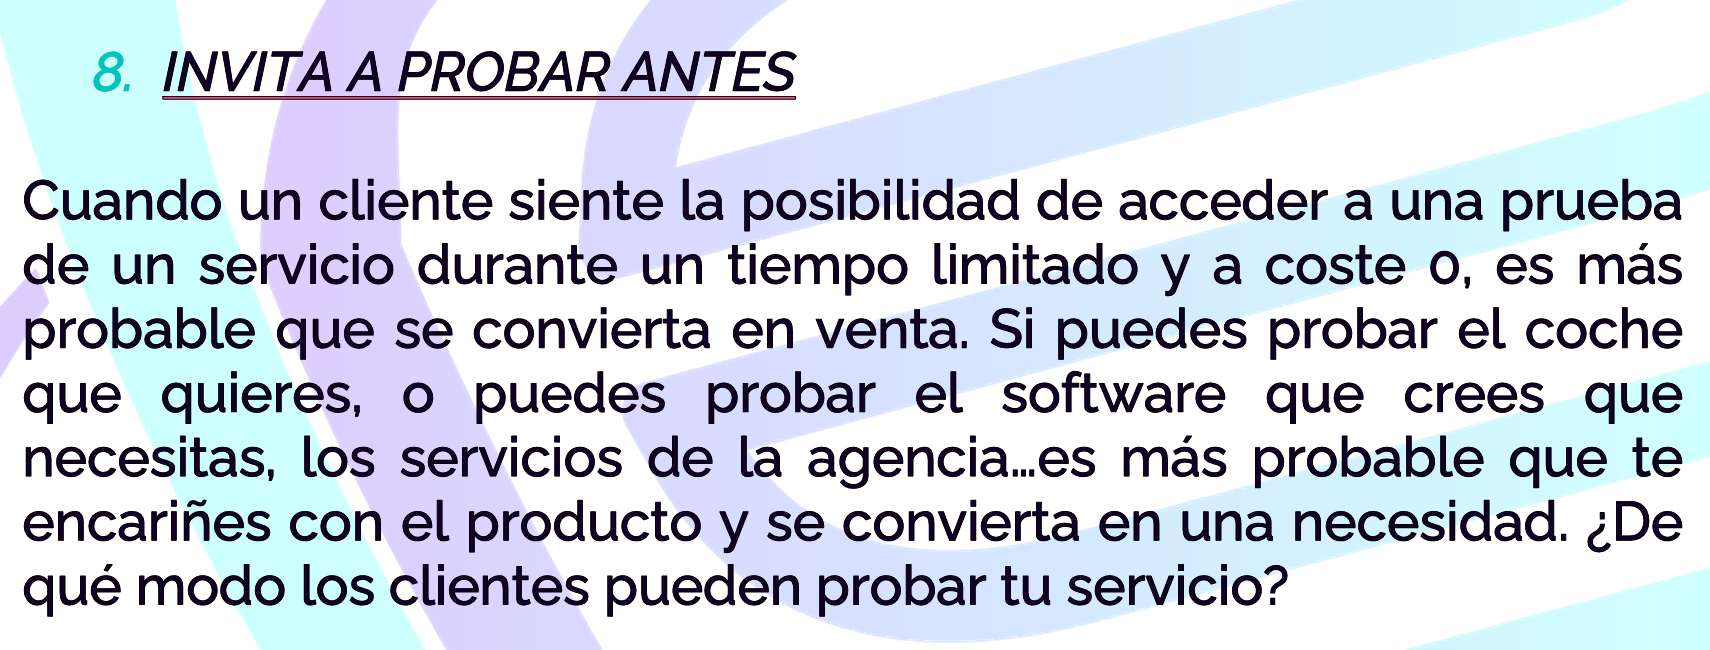 8. INVITA A PROBAR ANTES
Cuando un cliente siente la posibilidad de acceder a una prueba
de un servicio durante un tiempo limitado y a coste 0, es más
probable que se convierta en venta. Si puedes probar el coche
que quieres, o puedes probar el software que crees que
necesitas, los servicios de la agencia...es más probable que te
encariñes con el producto y se convierta en una necesidad. ¿De
qué modo los clientes pueden probar tu servicio?